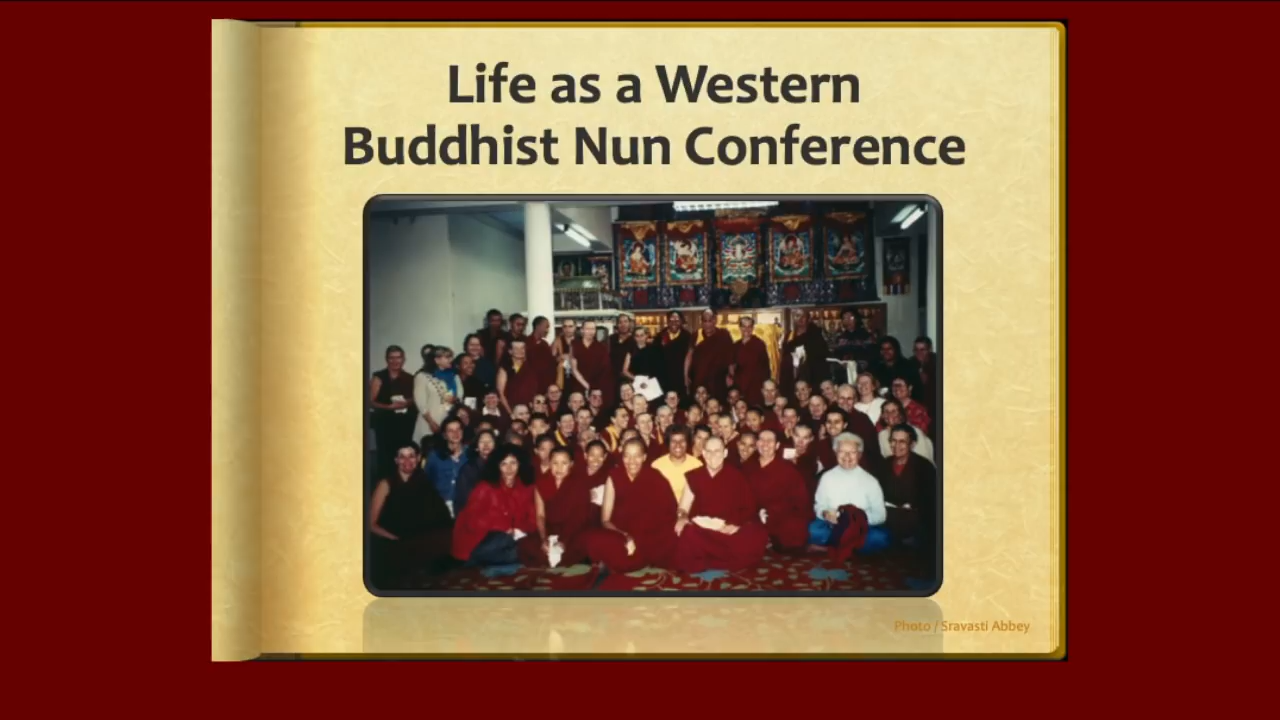 Life as a Western
Buddhist Nun Conference
Photo / Sravasti Abbey